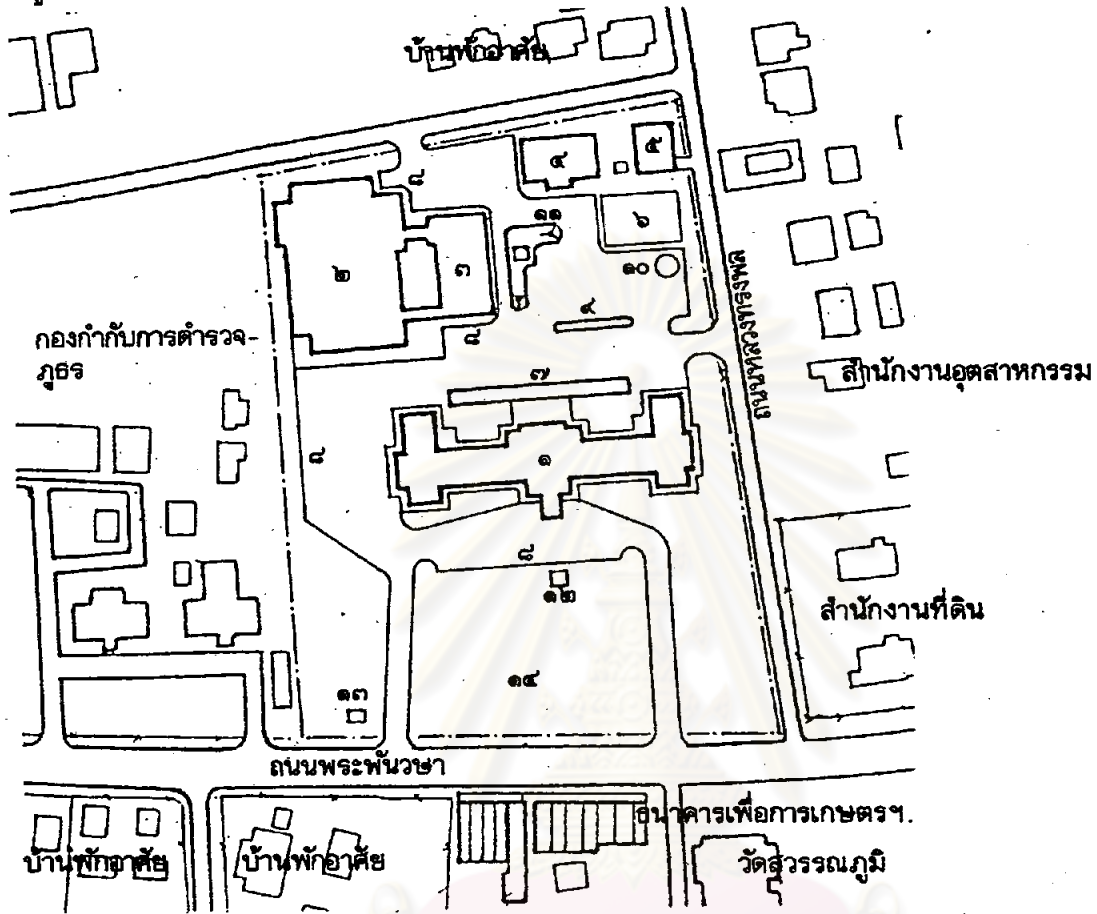 บ้านพักอาศัย
๔
๕
๘
๑๑
๖
๒
๓
๑๐
ถนนหลวงทรงพล
๙
กองกำกับการตำรวจ-
ภูธร
๘
๗
สำนักงานอุตสาหกรรม
๘
๑
๘
๑๒
สำนักงานที่ดิน
๑๔
๑๓
ถนนพระพันวษา
ธนาคารเพื่อการเกษตรฯ.
บ้านพักอาศัย
บ้านพักอาศัย
วัดสุวรรณภูมิ